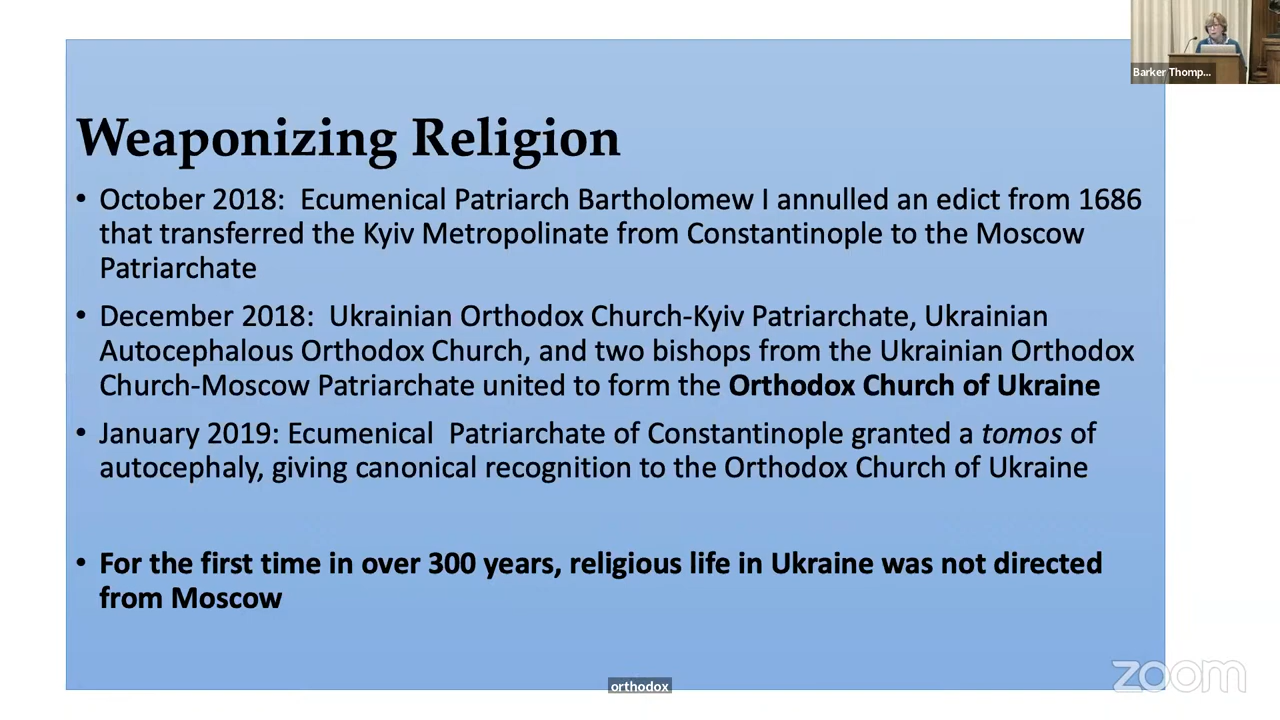 Barker Thomp...
Weaponizing Religion
• October 2018:  Ecumenical Patriarch Bartholomew I annulled an edict from 1686
that transferred the Kyiv Metropolinate from Constantinople to the Moscow
Patriarchate
• December 2018:  Ukrainian Orthodox Church-Kyiv Patriarchate, Ukrainian
Autocephalous Orthodox Church, and two bishops from the Ukrainian Orthodox
Church-Moscow Patriarchate united to form the Orthodox Church of Ukraine
• January 2019: Ecumenical  Patriarchate of Constantinople granted a tomos of
autocephaly, giving canonical recognition to the Orthodox Church of Ukraine
• For the first time in over 300 years, religious life in Ukraine was not directed
from Moscow
orthodox
zoom